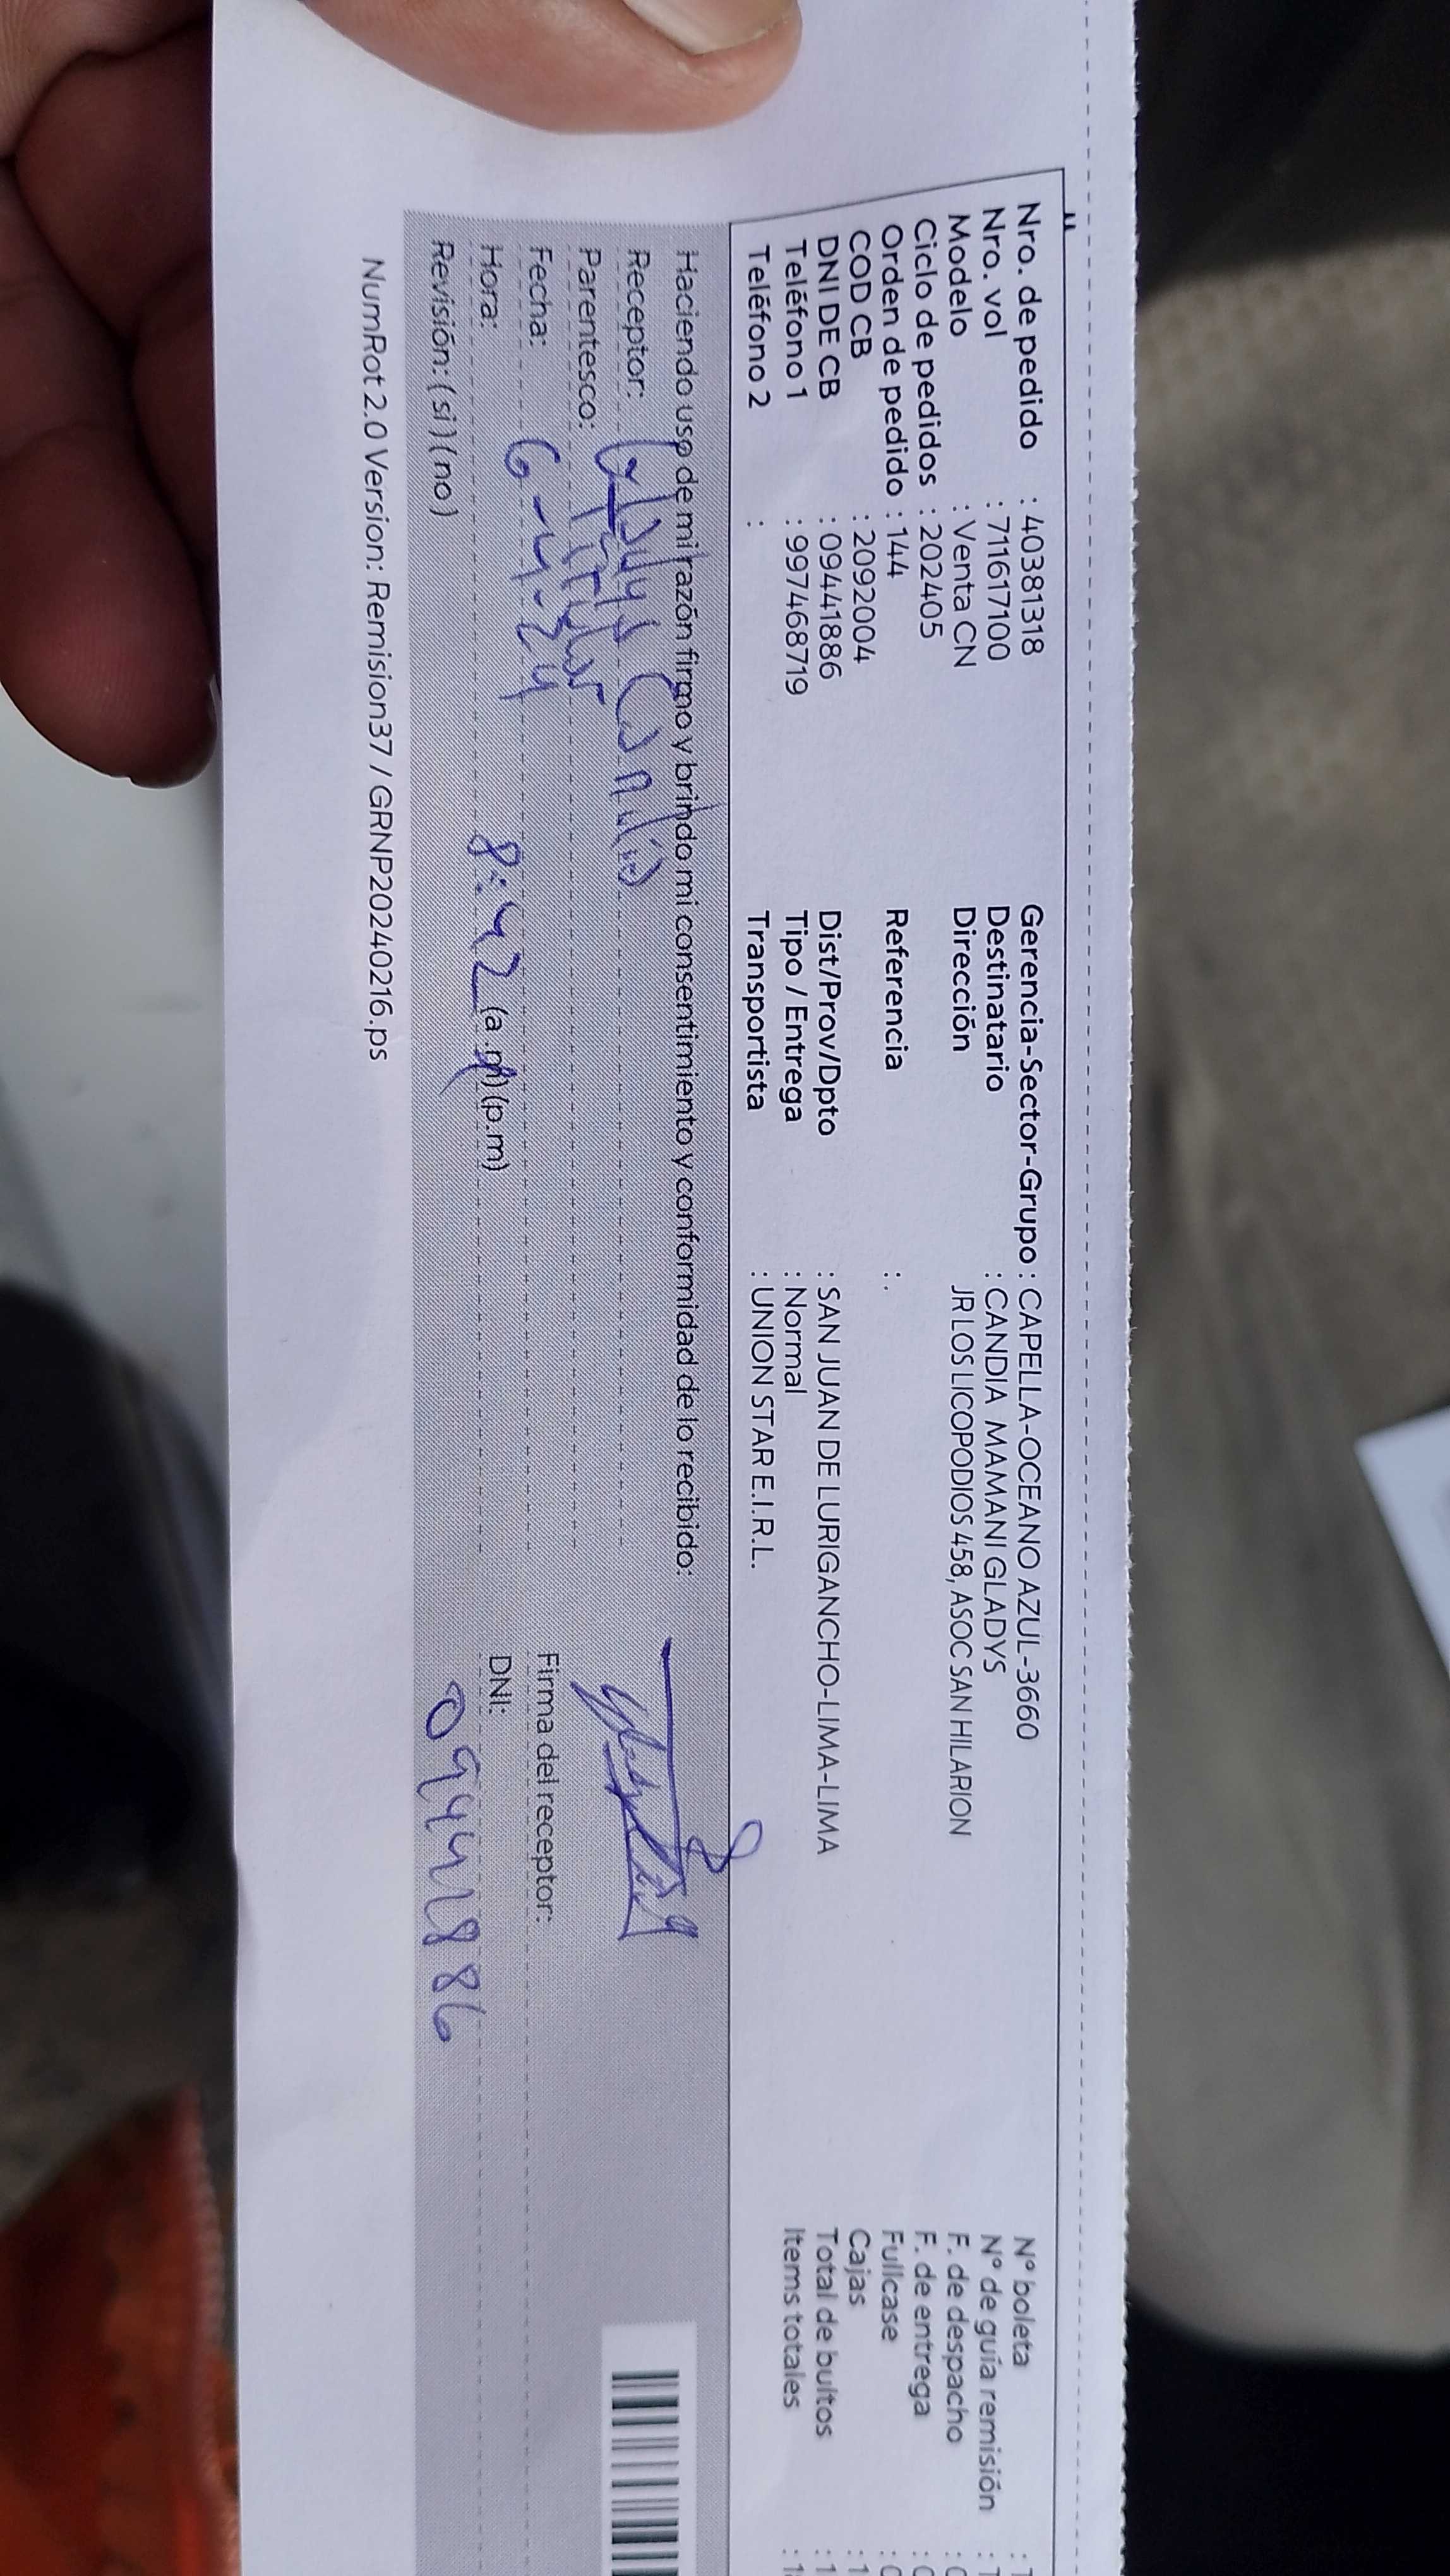 Nro. de pedido : 40381318 Gerencia-Sector-Grupo : CAPELLA-OCEANO AZUL-3660 N° boleta
Nro. vol : 711617100 Destinatario : CANDIA MAMANI GLADYS N° de guía remisión
Modelo : Venta CN Dirección JR LOS LICOPODIOS 458, ASOC SAN HILARION F. de despacho
Ciclo de pedidos : 202405 F. de entrega
Orden de pedido : 144 Referencia : . Fullcase
COD CB : 2092004 Cajas : 1
DNI DE CB : 09441886 Dist/Prov/Dpto : SAN JUAN DE LURIGANCHO-LIMA-LIMA Total de bultos : 1
Teléfono 1 : 997468719 Tipo / Entrega : Normal Items totales
Teléfono 2 : Transportista : UNION STAR E.I.R.L.
Haciendo uso de mi razón firmo y brindo mi consentimiento y conformidad de lo recibido:
Receptor: Gladys Candia
Parentesco: Titular
Fecha: 6-4-24 Firma del receptor:
Hora: 8:42 (a.m) (p.m) DNI: 09441886
Revisión: (si) (no)
NumRot 2.0 Version: Remision37 / GRNP20240216.ps